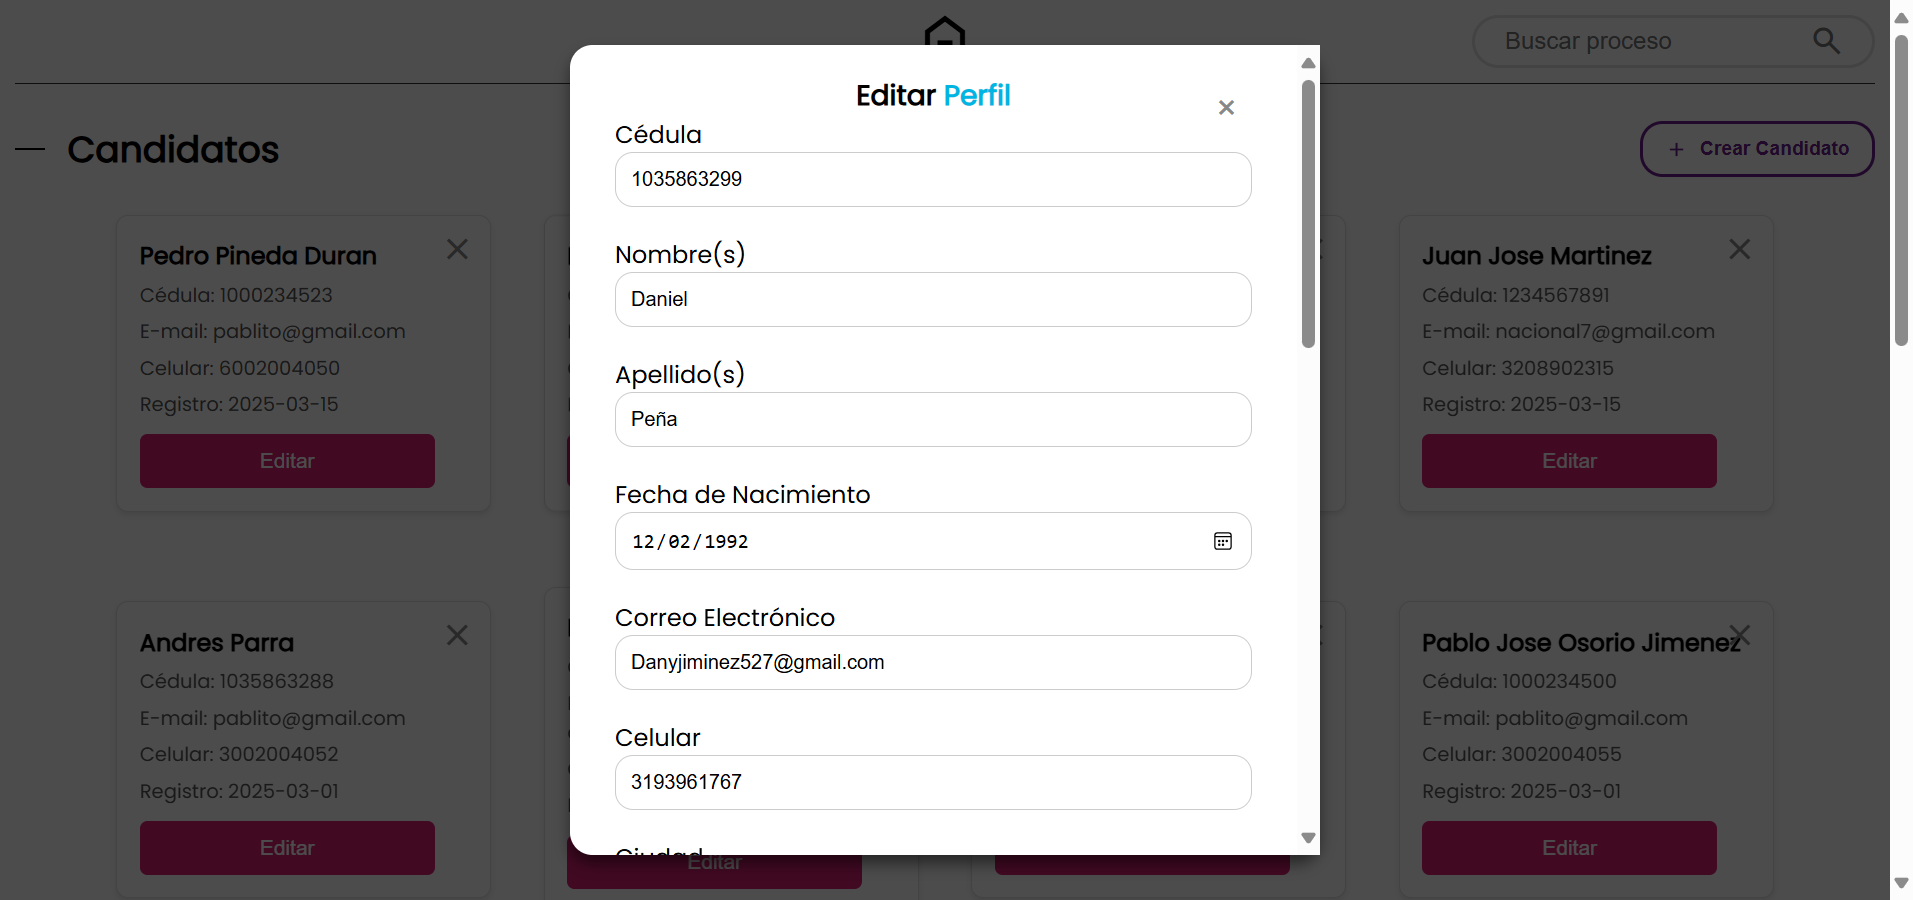 Buscar proceso
Candidatos
+ Crear Candidato
Editar Perfil
Cédula
1035863299
Nombre(s)
Daniel
Apellido(s)
Peña
Fecha de Nacimiento
12/02/1992
Correo Electrónico
Danyjiminez527@gmail.com
Celular
3193961767
Ciudad
Pedro Pineda Duran
Cédula: 1000234523
E-mail: pablito@gmail.com
Celular: 6002004050
Registro: 2025-03-15
Editar
Juan Jose Martinez
Cédula: 1234567891
E-mail: nacional7@gmail.com
Celular: 3208902315
Registro: 2025-03-15
Editar
Andres Parra
Cédula: 1035863288
E-mail: pablito@gmail.com
Celular: 3002004052
Registro: 2025-03-01
Editar
Editar
Pablo Jose Osorio Jimenez
Cédula: 1000234500
E-mail: pablito@gmail.com
Celular: 3002004055
Registro: 2025-03-01
Editar